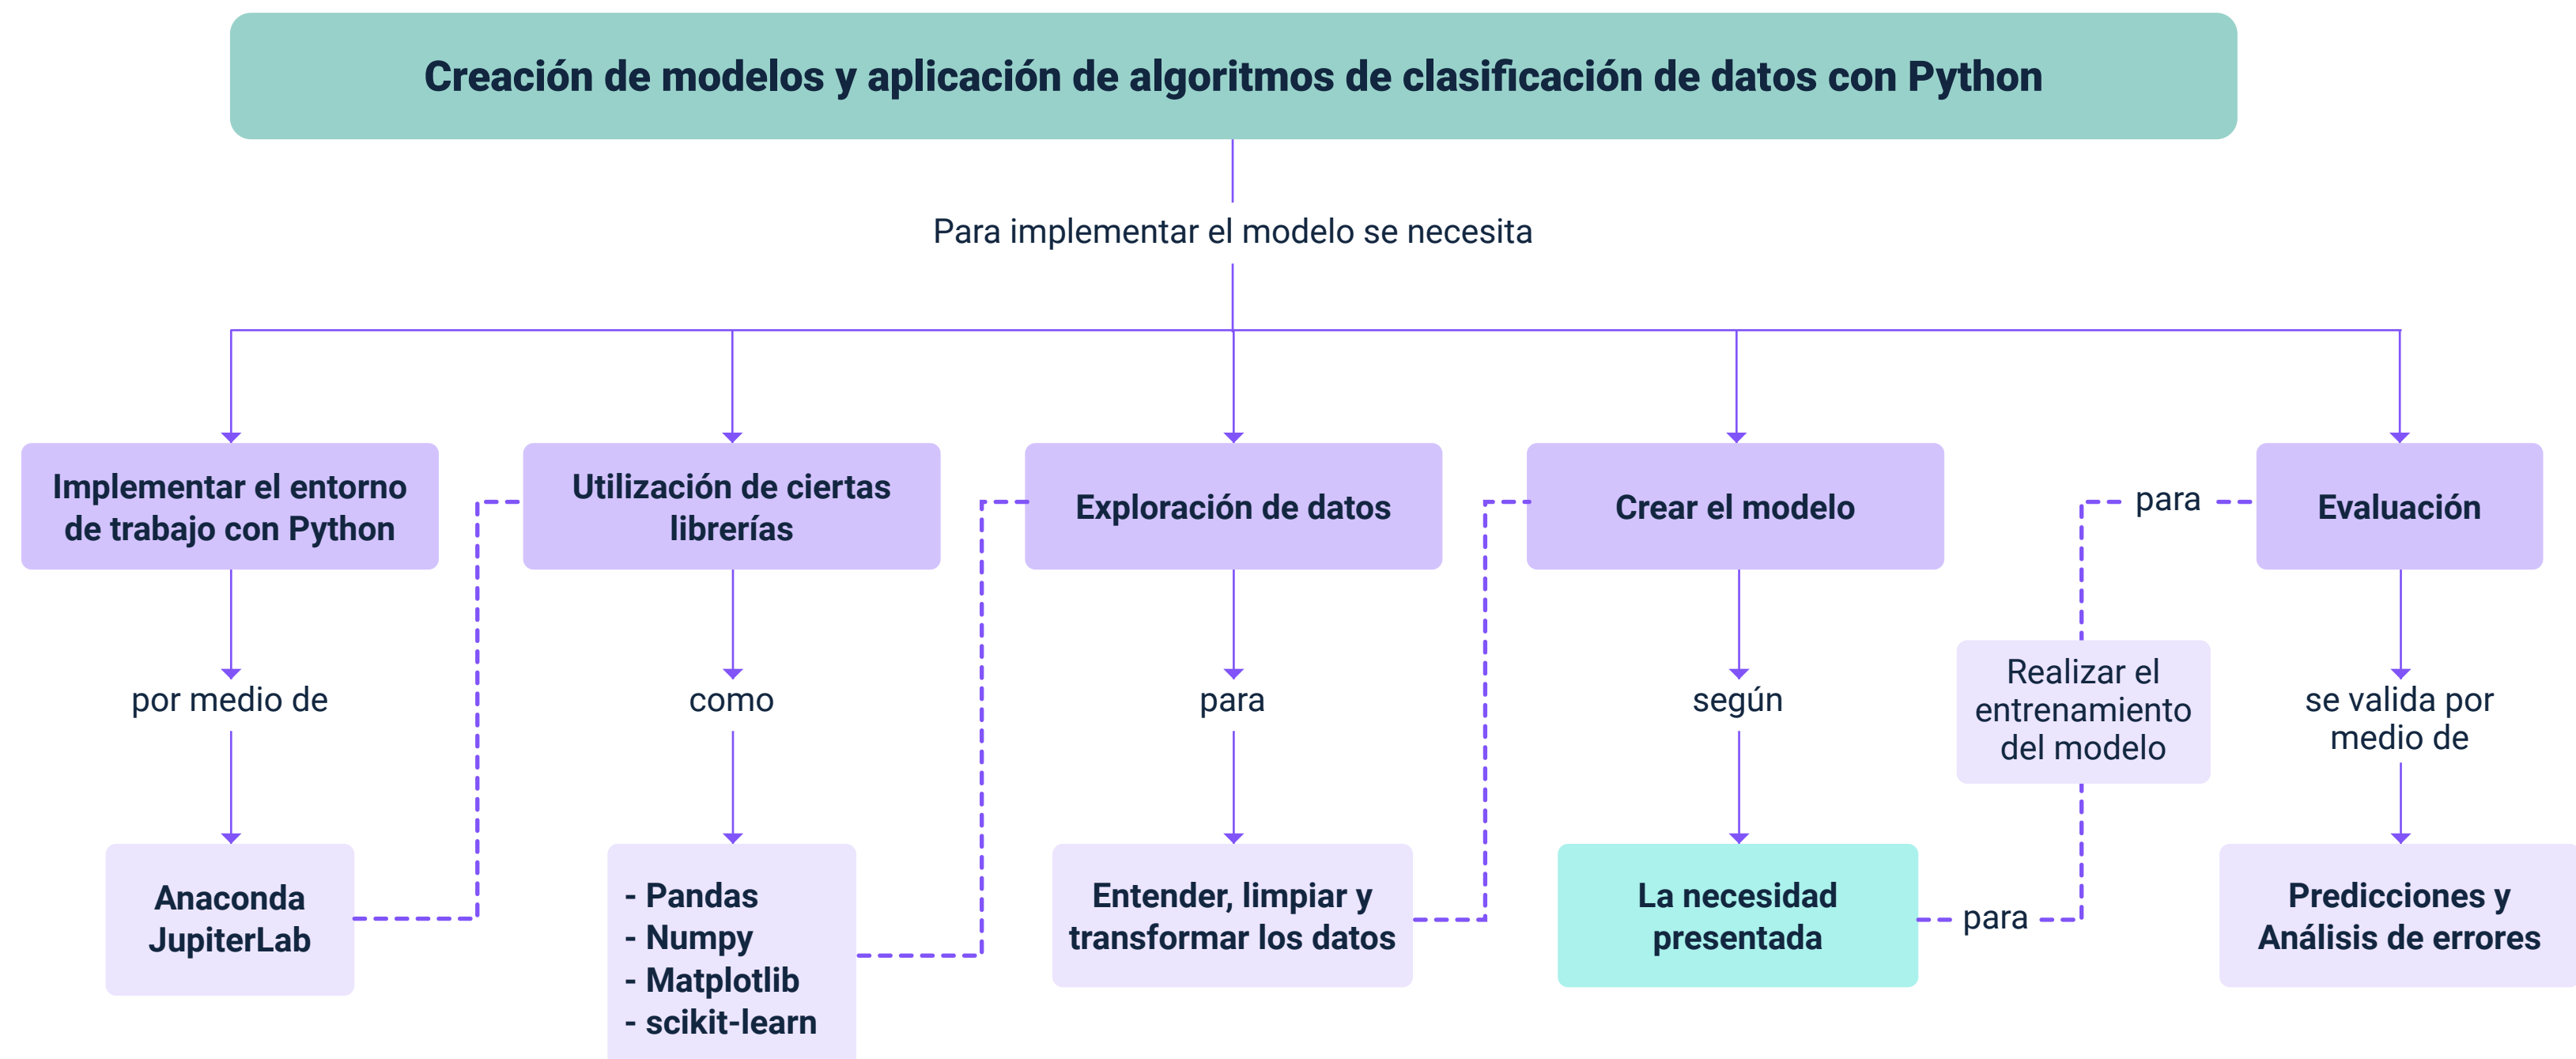 Creación de modelos y aplicación de algoritmos de clasificación de datos con Python
Para implementar el modelo se necesita
Implementar el entorno
de trabajo con Python
por medio de
Anaconda
JupiterLab
Utilización de ciertas
librerías
como
- Pandas
- Numpy
- Matplotlib
- scikit-learn
Exploración de datos
para
Entender, limpiar y
transformar los datos
Crear el modelo
según
La necesidad
presentada
para
Realizar el
entrenamiento
del modelo
para
Evaluación
se valida por
medio de
Predicciones y
Análisis de errores